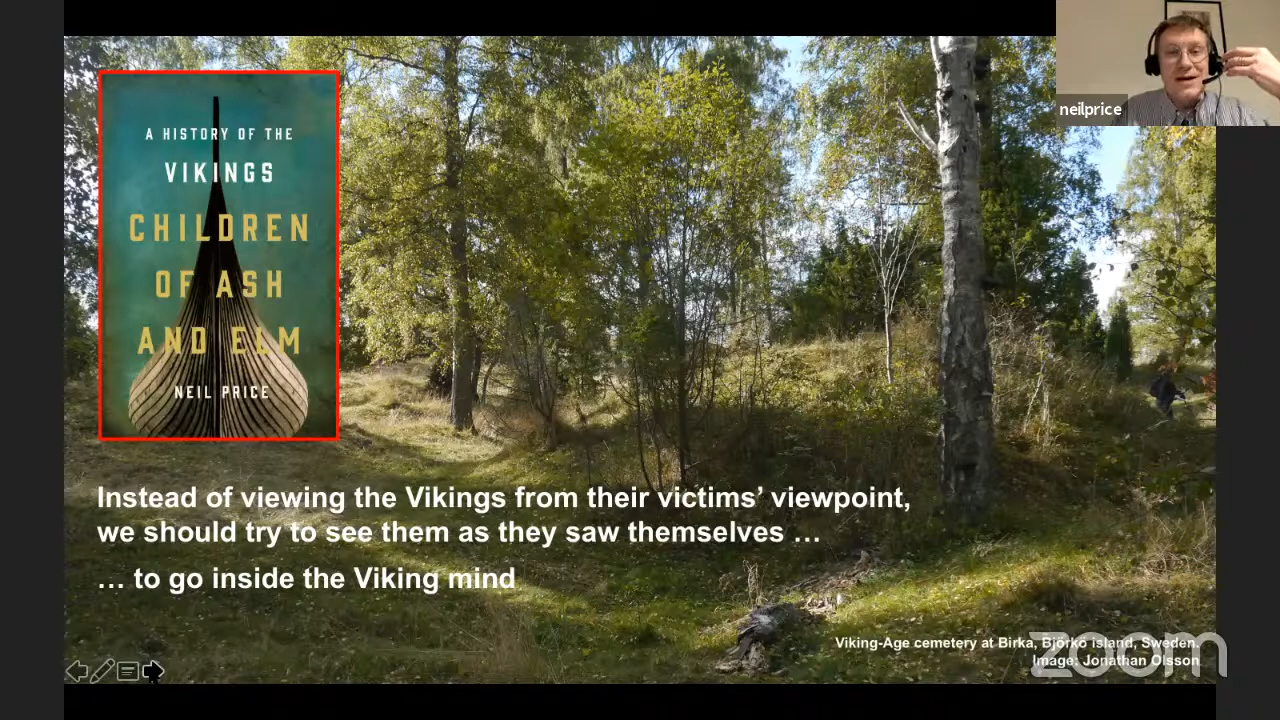 neilprice
A HISTORY OF THE
VIKINGS
CHILDREN
OF ASH
AND ELM
NEIL PRICE
Instead of viewing the Vikings from their victims’ viewpoint,
we should try to see them as they saw themselves …
… to go inside the Viking mind
Viking-Age cemetery at Birka, Björkö island, Sweden.
Image: Jonathan Olsson
zoom